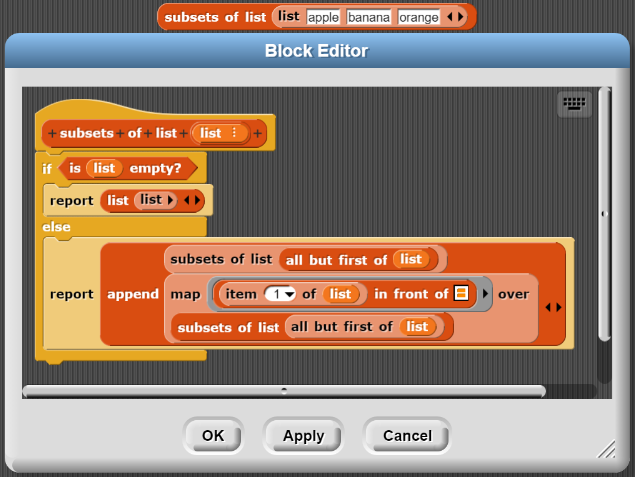 subsets of list list apple banana orange
Block Editor
+ subsets + of + list + list ⋮ +
if is list empty?
report list list
else
subsets of list all but first of list
report append map item 1 of list in front of over
subsets of list all but first of list
OK Apply Cancel